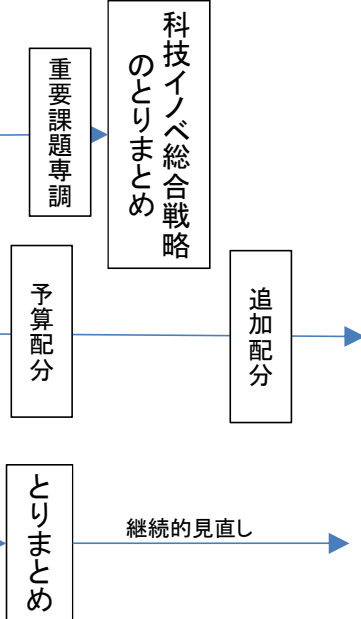 重要課題専調
科技イノベ総合戦略
のとりまとめ
予算配分
追加配分
とりまとめ
継続的見直し